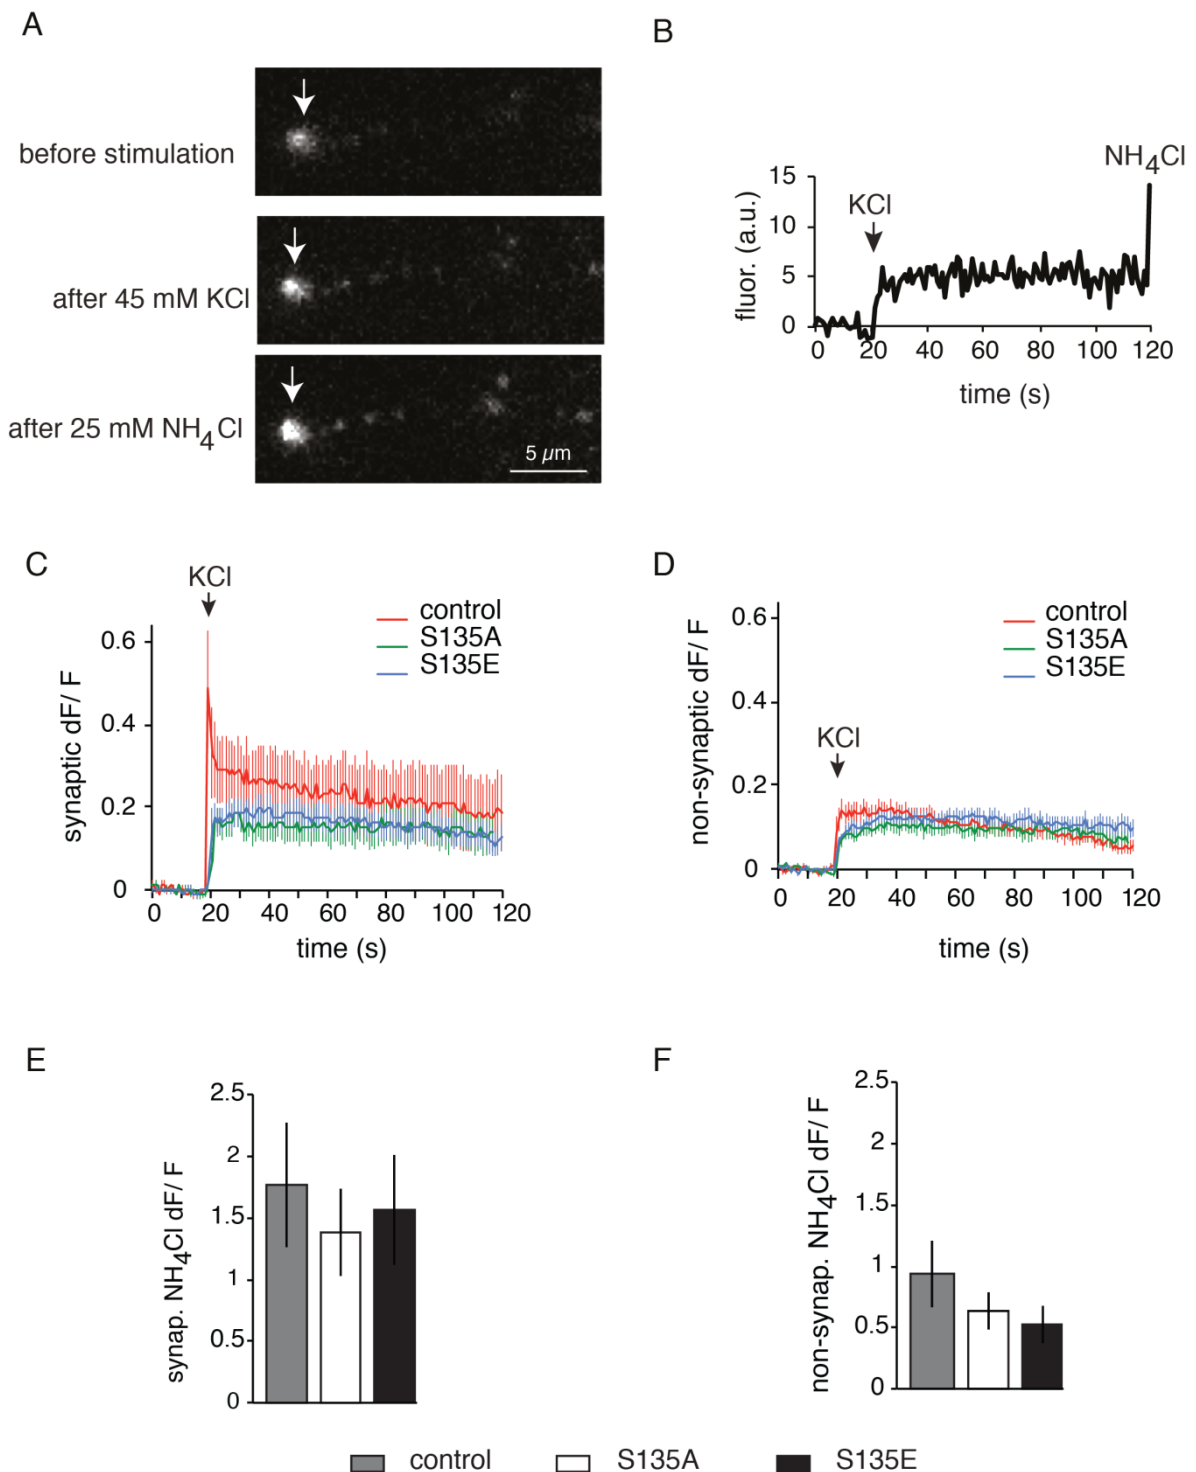 A
before stimulation
after 45 mM KCl
after 25 mM NH4Cl
5 µm
B
NH4Cl
KCl
fluor. (a.u.)
15
10
5
0
0 20 40 60 80 100 120
time (s)
C
KCl
control
S135A
S135E
synaptic dF/ F
0.6
0.4
0.2
0
0 20 40 60 80 100 120
time (s)
D
control
S135A
S135E
KCl
non-synaptic dF/ F
0.6
0.4
0.2
0
0 20 40 60 80 100 120
time (s)
E
synap. NH4Cl dF/ F
2.5
2
1.5
1
0.5
0
F
non-synap. NH4Cl dF/ F
2.5
2
1.5
1
0.5
0
control S135A S135E